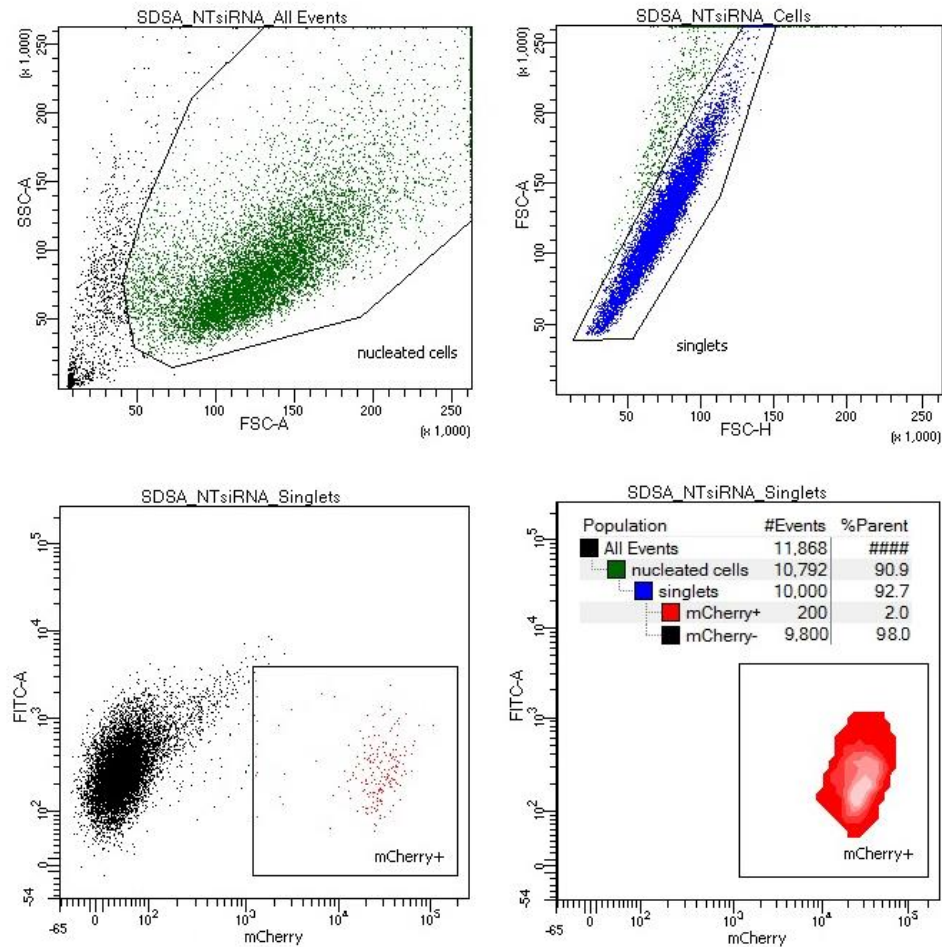 SDSA_NTsiRNA_All Events
(x 1,000)
250
200
150
100
50
SSC-A
nucleated cells
50 100 150 200 250
FSC-A
(x 1,000)
SDSA_NTsiRNA_Cells
(x 1,000)
250
200
150
100
50
FSC-A
singlets
50 100 150 200 250
FSC-H
(x 1,000)
SDSA_NTsiRNA_Singlets
10^5
10^4
10^3
10^2
0
-54
FITC-A
mCherry+
-65 0 10^2 10^3 10^4 10^5
mCherry
SDSA_NTsiRNA_Singlets
Population #Events %Parent
All Events 11,868 ####
nucleated cells 10,792 90.9
singlets 10,000 92.7
mCherry+ 200 2.0
mCherry- 9,800 98.0
10^5
10^4
10^3
10^2
0
-54
FITC-A
mCherry+
-65 0 10^2 10^3 10^4 10^5
mCherry